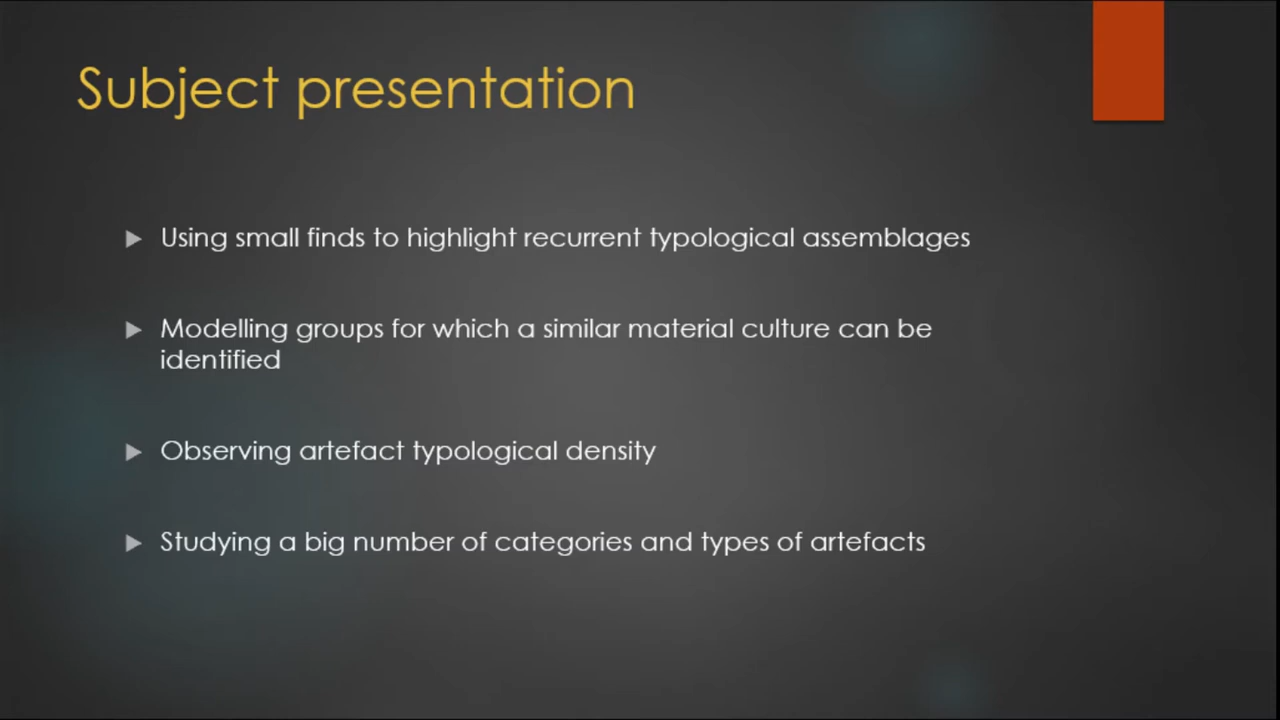 Subject presentation
Using small finds to highlight recurrent typological assemblages
Modelling groups for which a similar material culture can be
identified
Observing artefact typological density
Studying a big number of categories and types of artefacts